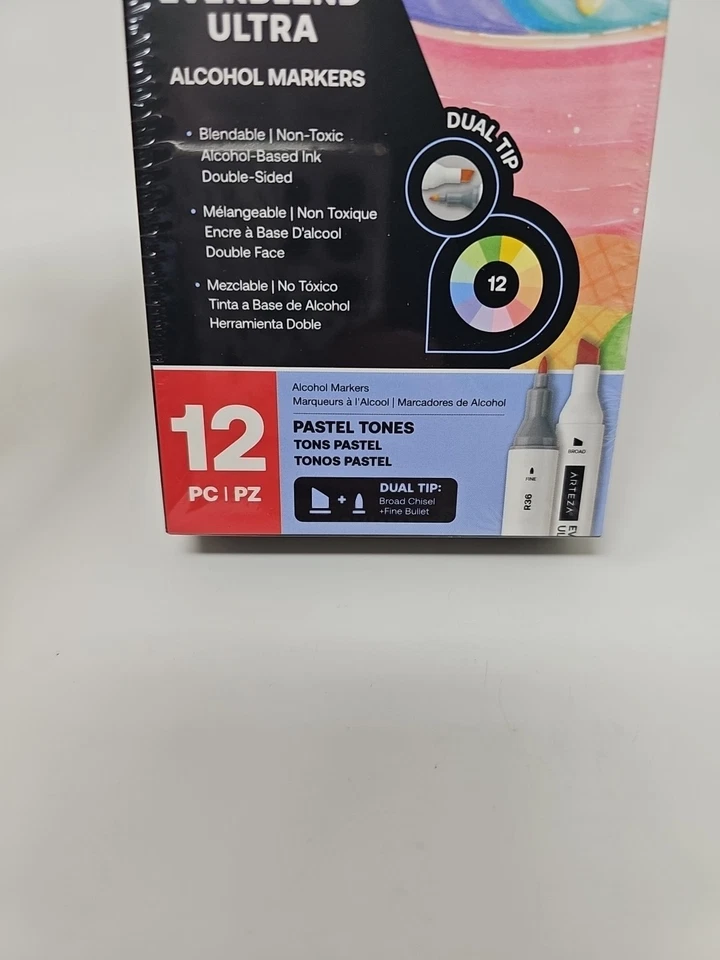 EVERBLEND
ULTRA
ALCOHOL MARKERS
• Blendable | Non-Toxic
Alcohol-Based Ink
Double-Sided
• Mélangeable | Non Toxique
Encre à Base D'alcool
Double Face
• Mezclable | No Tóxico
Tinta a Base de Alcohol
Herramienta Doble
DUAL TIP
12
12
PC | PZ
Alcohol Markers
Marqueurs à l'Alcool | Marcadores de Alcohol
PASTEL TONES
TONS PASTEL
TONOS PASTEL
DUAL TIP:
Broad Chisel
+Fine Bullet
FINE
R36
BROAD
ARTEZA
EV
UL